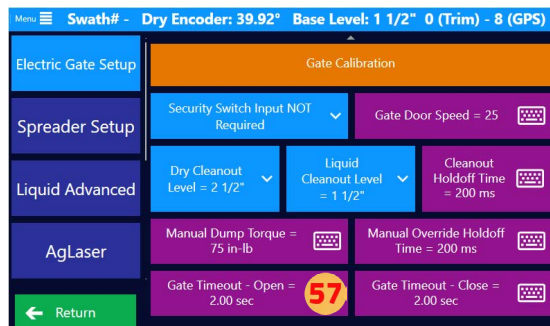 Menu Swath# - Dry Encoder: 39.92° Base Level: 1 1/2" 0 (Trim) - 8 (GPS)
Electric Gate Setup
Gate Calibration
Spreader Setup
Security Switch Input NOT
Required
Gate Door Speed = 25
Liquid Advanced
Dry Cleanout
Level = 2 1/2"
Liquid
Cleanout Level
= 1 1/2"
Cleanout
Holdoff Time
= 200 ms
AgLaser
Manual Dump Torque =
75 in-lb
Manual Override Holdoff
Time = 200 ms
Gate Timeout - Open =
2.00 sec
57
Gate Timeout - Close =
2.00 sec
Return